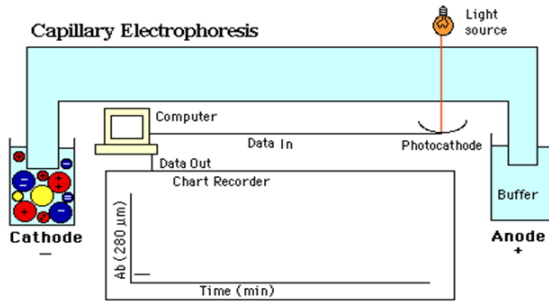 Capillary Electrophoresis
Light
source
Computer
Data In
Photocathode
Data Out
Chart Recorder
Buffer
Cathode
−
Anode
+
Ab (280 µm)
Time (min)